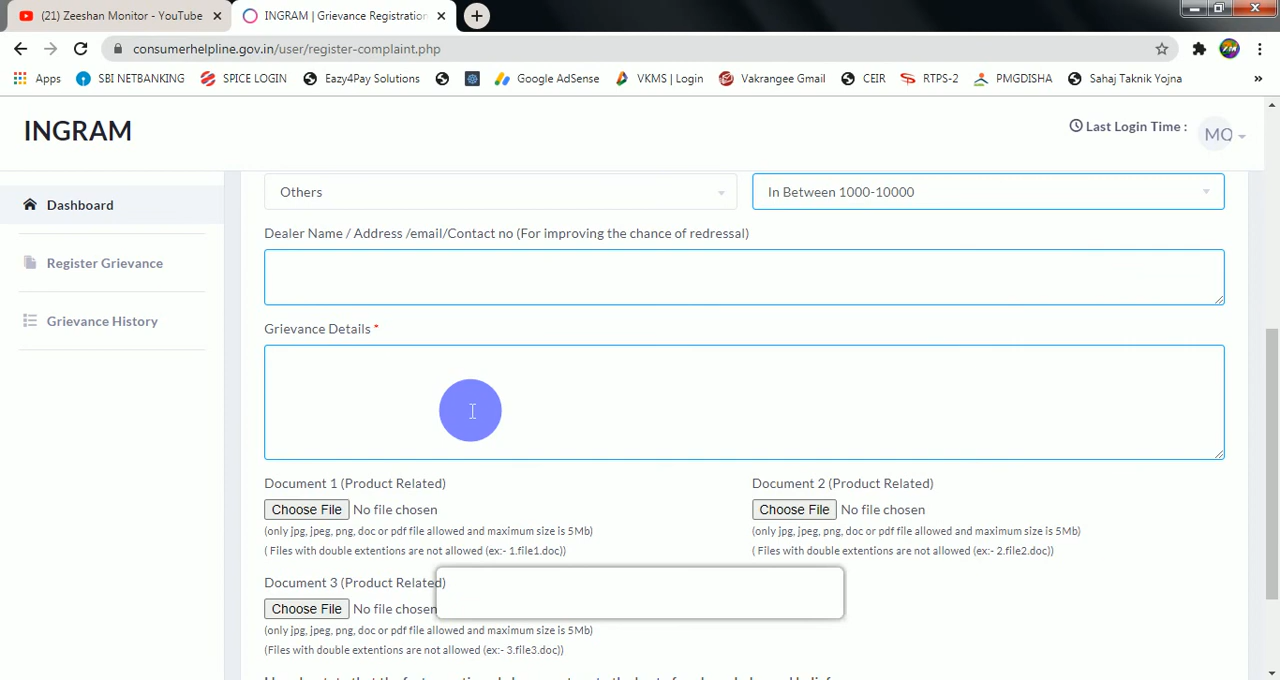 (21) Zeeshan Monitor - YouTube
INGRAM | Grievance Registration
consumerhelpline.gov.in/user/register-complaint.php
Apps SBI NETBANKING SPICE LOGIN Eazy4Pay Solutions Google AdSense VKMS | Login Vakrangee Gmail CEIR RTPS-2 PMGDISHA Sahaj Taknik Yojna »
INGRAM
Last Login Time :
MO
Dashboard
Register Grievance
Grievance History
Others
In Between 1000-10000
Dealer Name / Address /email/Contact no (For improving the chance of redressal)
Grievance Details *
Document 1 (Product Related)
Choose File No file chosen
(only jpg, jpeg, png, doc or pdf file allowed and maximum size is 5Mb)
( Files with double extentions are not allowed (ex:- 1.file1.doc))
Document 2 (Product Related)
Choose File No file chosen
(only jpg, jpeg, png, doc or pdf file allowed and maximum size is 5Mb)
( Files with double extentions are not allowed (ex:- 2.file2.doc))
Document 3 (Product Related)
Choose File No file chosen
(only jpg, jpeg, png, doc or pdf file allowed and maximum size is 5Mb)
(Files with double extentions are not allowed (ex:- 3.file3.doc))